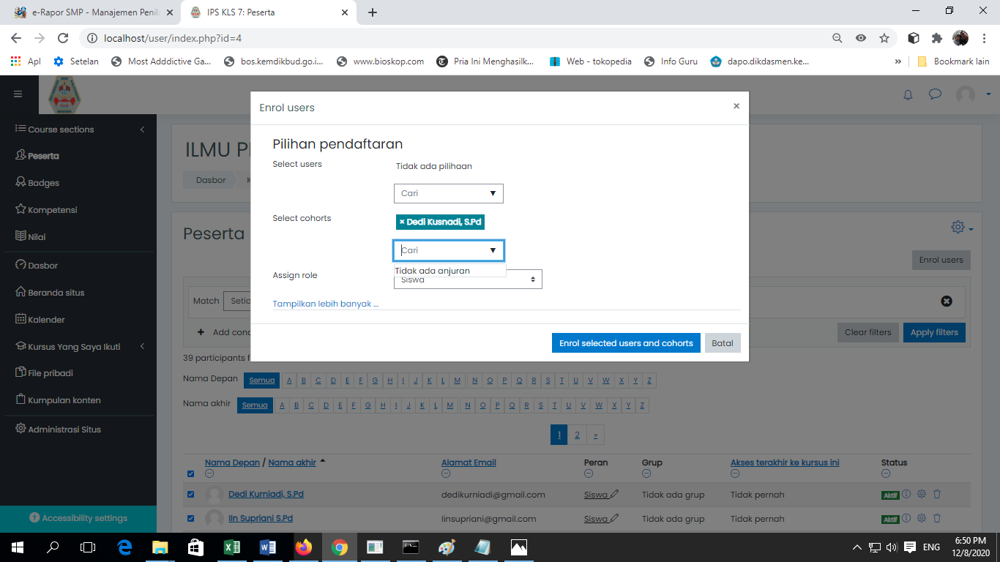 e-Rapor SMP - Manajemen Penil
IPS KLS 7: Peserta
localhost/user/index.php?id=4
Apl
Setelan
Most Adddictive Ga...
bos.kemdikbud.go.i...
www.bioskop.com
Pria Ini Menghasilk...
Web - tokopedia
Info Guru
dapo.dikdasmen.ke...
»
Bookmark lain
Course sections
Peserta
Badges
Kompetensi
Nilai
Dasbor
Beranda situs
Kalender
Kursus Yang Saya Ikuti
File pribadi
Kumpulan konten
Administrasi Situs
Accessibility settings
ILMU
Dasbor
Peserta
Enrol users
Match
Setia
Clear filters
Apply filters
39 participants f
Enrol users
×
Pilihan pendaftaran
Select users
Tidak ada pilihaan
Cari ▼
Select cohorts
× Dedi Kusnadi, S.Pd
Cari ▼
Tidak ada anjuran
Assign role
Siswa
Tampilkan lebih banyak ...
Enrol selected users and cohorts
Batal
Nama Depan Semua A B C D E F G H I J K L M N O P Q R S T U V W X Y Z
Nama akhir Semua A B C D E F G H I J K L M N O P Q R S T U V W X Y Z
1 2 »
Nama Depan / Nama akhir Alamat Email Peran Grup Akses terakhir ke kursus ini Status
Dedi Kurniadi, S.Pd dedikurniadi@gmail.com Siswa Tidak ada grup Tidak pernah Aktif
IIn Supriani S.Pd Iinsupriani@gmail.com Siswa Tidak ada grup Tidak pernah Aktif
ENG
6:50 PM
12/8/2020